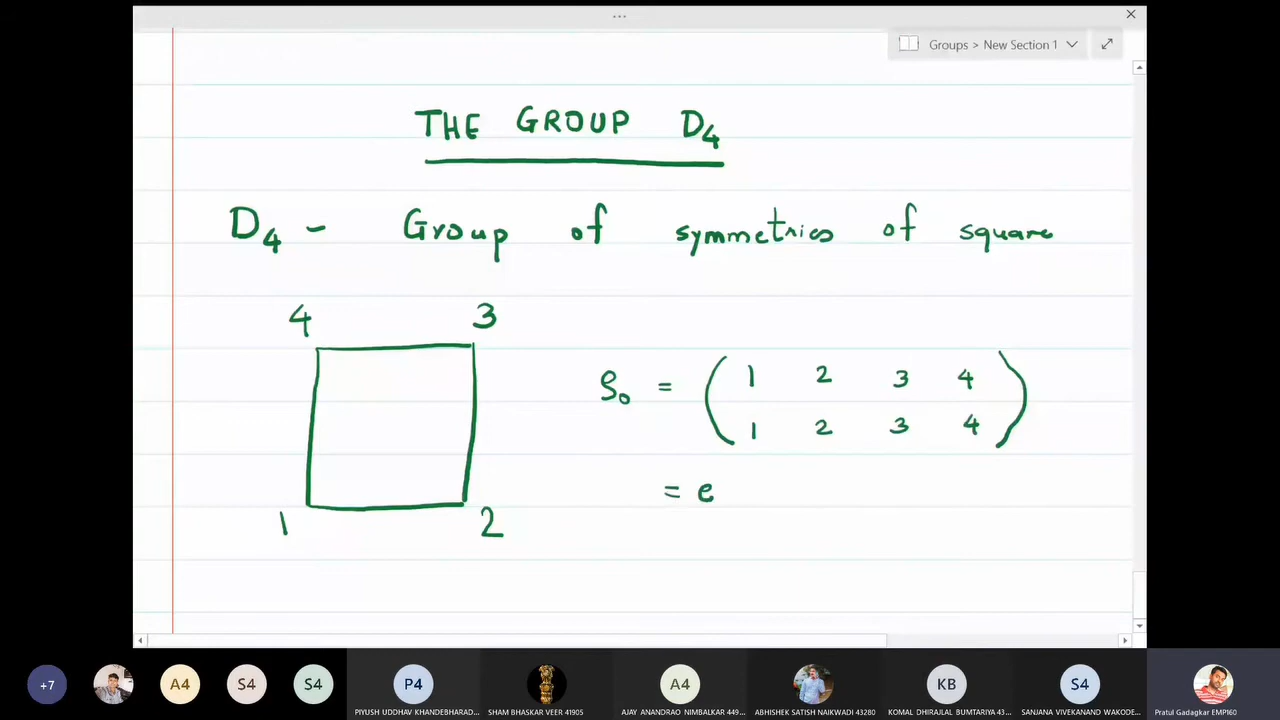 Groups > New Section 1
THE GROUP D4
D4 - Group of symmetries of square
4 3
ρ0 = ( 1 2 3 4
1 2 3 4 )
= e
1 2
+7
A4
S4
S4
P4
A4
KB
S4
PIYUSH UDDHAV KHANDEBHARAD...
SHAM BHASKAR VEER 41905
AJAY ANANDRAO NIMBALKAR 449...
ABHISHEK SATISH NAIKWADI 43280
KOMAL DHIRAJLAL BUMTARIYA 43...
SANJANA VIVEKANAND WAKODE...
Pratul Gadagkar EMPI60